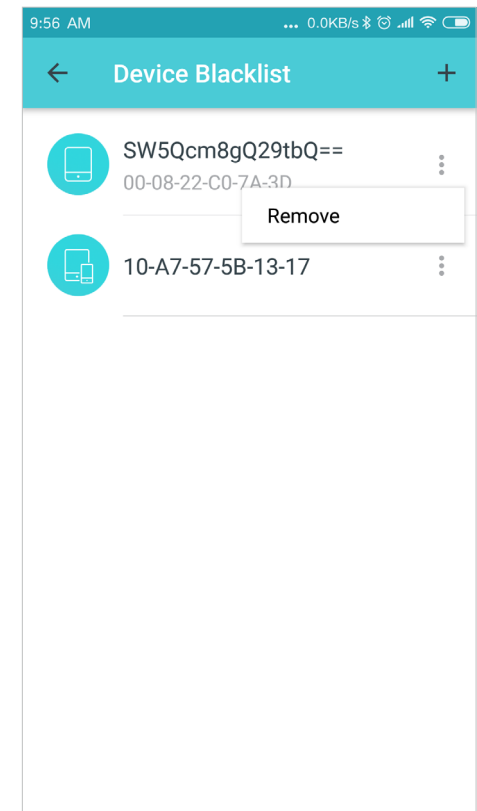 9:56 AM ... 0.0KB/s
Device Blacklist
SW5Qcm8gQ29tbQ==
00-08-22-C0-7A-3D
Remove
10-A7-57-5B-13-17